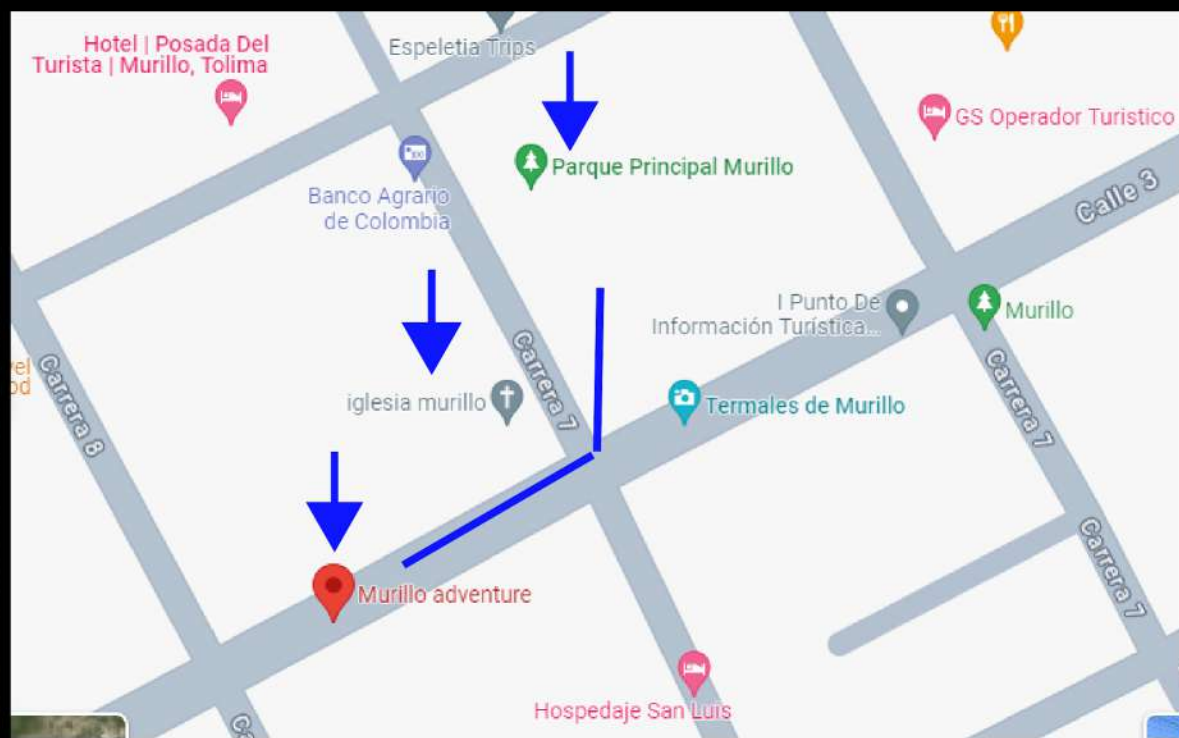 Hotel | Posada Del
Turista | Murillo, Tolima
Espeletia Trips
GS Operador Turistico
Parque Principal Murillo
Banco Agrario
de Colombia
Calle 3
I Punto De
Información Turística...
Murillo
Carrera 7
Carrera 7
Carrera 8
iglesia murillo
Termales de Murillo
Carrera 7
Murillo adventure
Hospedaje San Luis